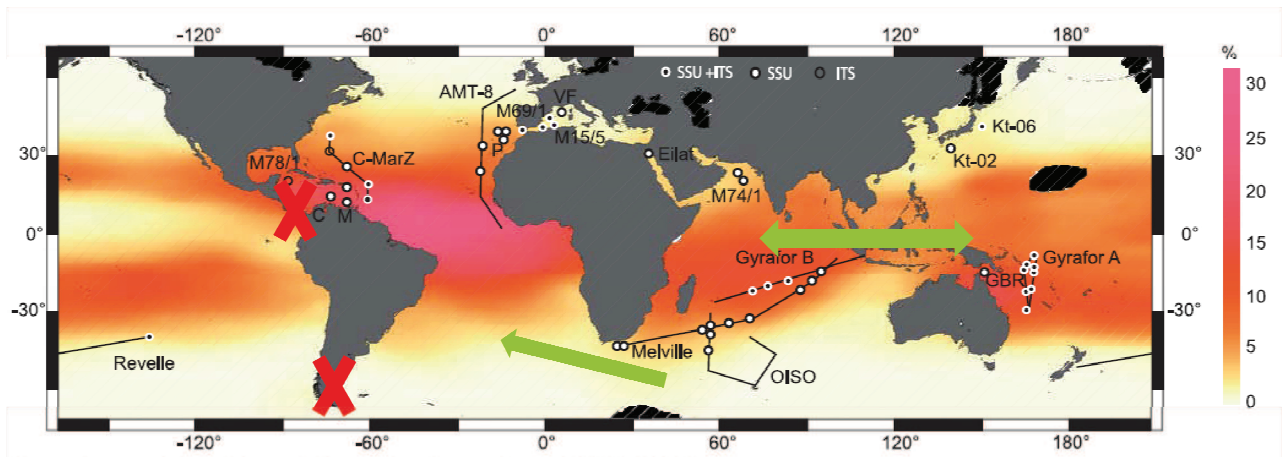 -120° -60° 0° 60° 120° 180°
%
SSU +ITS SSU ITS
30
25
20
15
10
5
0
30°
0°
-30°
30°
0°
-30°
AMT-8
VF
M69/1
M15/5
P
Eilat
M74/1
Kt-06
Kt-02
M78/1
C-MarZ
C M
Gyrafor B
Gyrafor A
GBR
Revelle
Melville
OISO
-120° -60° 0° 60° 120° 180°